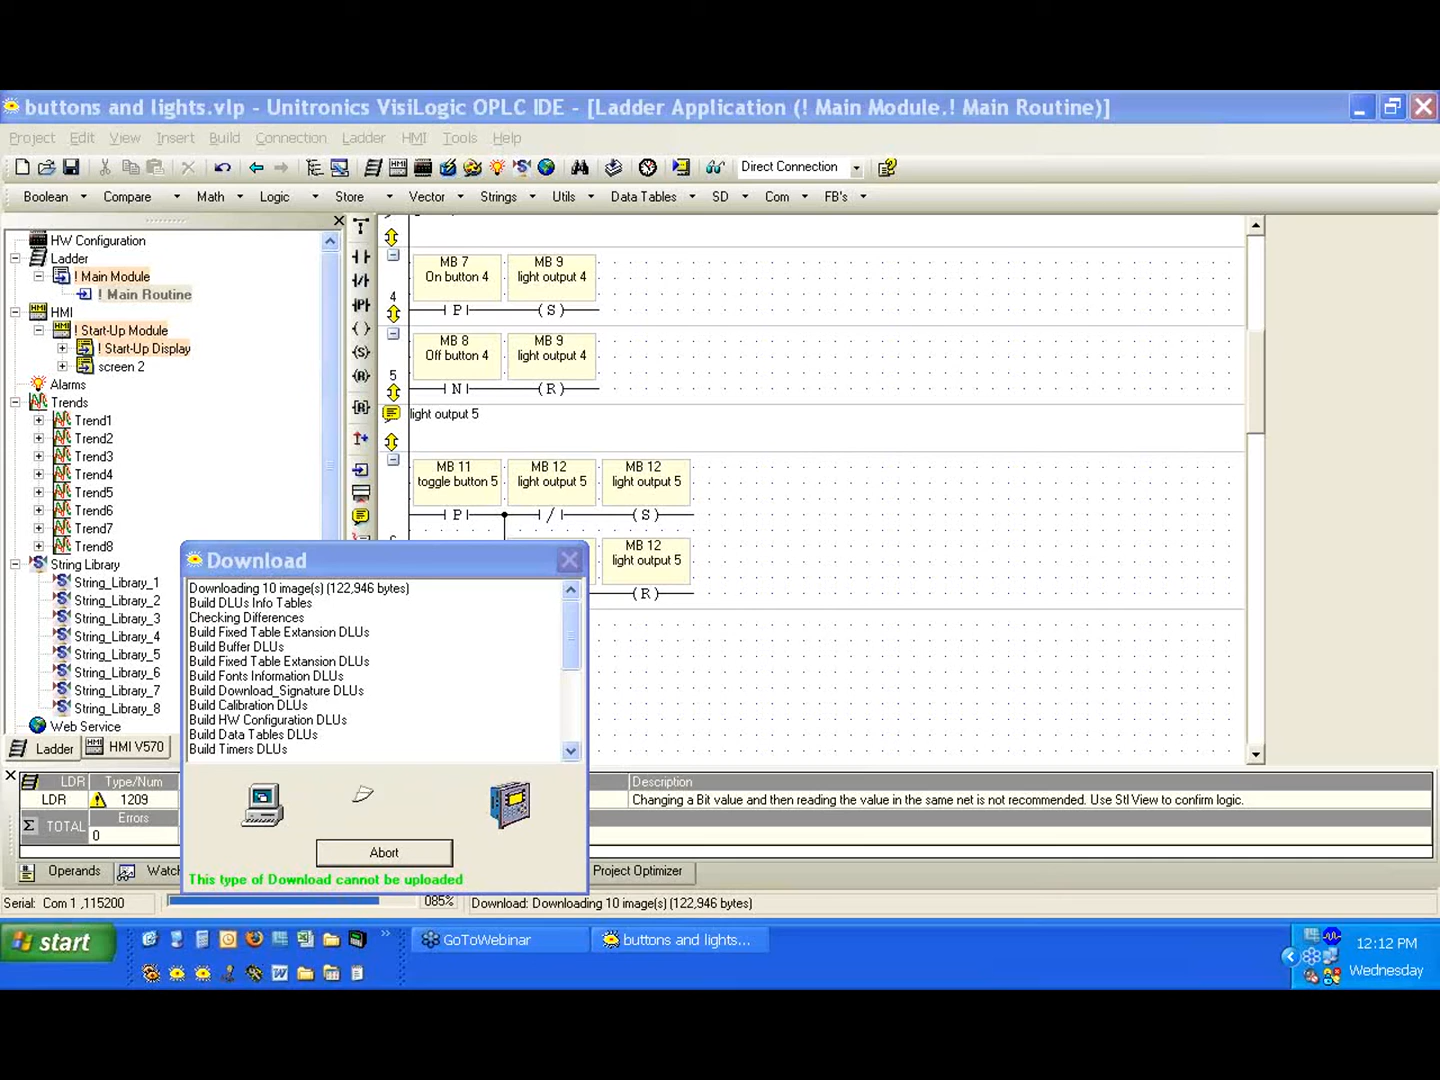 buttons and lights.vlp - Unitronics VisiLogic OPLC IDE - [Ladder Application (! Main Module.! Main Routine)]
Project Edit View Insert Build Connection Ladder HMI Tools Help
Direct Connection
Boolean Compare Math Logic Store Vector Strings Utils Data Tables SD Com FB's
HW Configuration
Ladder
! Main Module
! Main Routine
HMI
! Start-Up Module
! Start-Up Display
screen 2
Alarms
Trends
Trend1
Trend2
Trend3
Trend4
Trend5
Trend6
Trend7
Trend8
String Library
String_Library_1
String_Library_2
String_Library_3
String_Library_4
String_Library_5
String_Library_6
String_Library_7
String_Library_8
Web Service
Ladder HMI V570
MB 7 MB 9
On button 4 light output 4
4
P (S)
MB 8 MB 9
Off button 4 light output 4
5
N (R)
light output 5
MB 11 MB 12 MB 12
toggle button 5 light output 5 light output 5
P / (S)
MB 12
light output 5
(R)
Download
Downloading 10 image(s) (122,946 bytes)
Build DLUs Info Tables
Checking Differences
Build Fixed Table Extansion DLUs
Build Buffer DLUs
Build Fixed Table Extansion DLUs
Build Fonts Information DLUs
Build Download_Signature DLUs
Build Calibration DLUs
Build HW Configuration DLUs
Build Data Tables DLUs
Build Timers DLUs
Abort
This type of Download cannot be uploaded
LDR Type/Num Description
LDR 1209 Changing a Bit value and then reading the value in the same net is not recommended. Use Stl View to confirm logic.
Σ TOTAL Errors
0
Operands Watch Project Optimizer
Serial: Com 1 ,115200 085% Download: Downloading 10 image(s) (122,946 bytes)
start GoToWebinar buttons and lights... 12:12 PM
Wednesday